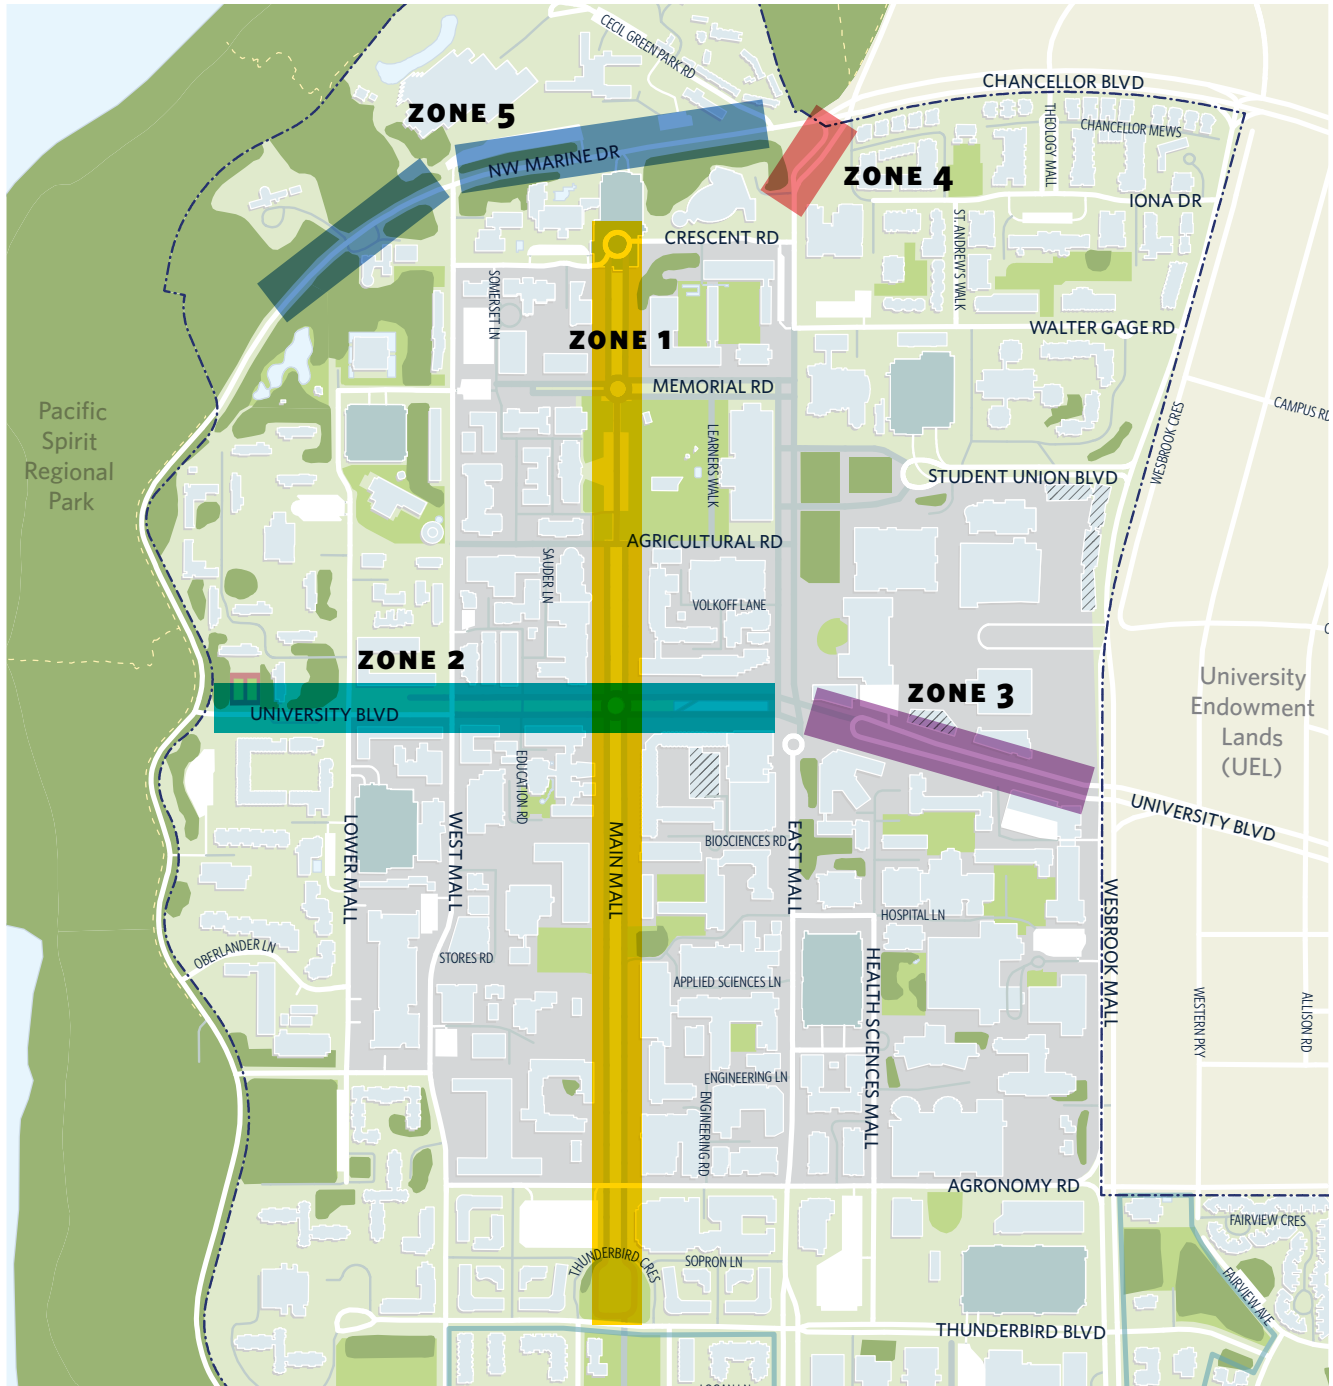 CECIL GREEN PARK RD
CHANCELLOR BLVD
ZONE 5
THEOLOGY MALL
CHANCELLOR MEWS
NW MARINE DR
ZONE 4
IONA DR
ST. ANDREW'S WALK
CRESCENT RD
SOMERSET LN
WALTER GAGE RD
ZONE 1
MEMORIAL RD
Pacific
Spirit
Regional
Park
CAMPUS RD
WESBROOK CRES
LEARNERS WALK
STUDENT UNION BLVD
AGRICULTURAL RD
SAUDER LN
VOLKOFF LANE
ZONE 2
University
Endowment
Lands
(UEL)
ZONE 3
UNIVERSITY BLVD
EDUCATION RD
UNIVERSITY BLVD
LOWER MALL
WEST MALL
MAIN MALL
BIOSCIENCES RD
EAST MALL
WESBROOK MALL
HOSPITAL LN
OBERLANDER LN
STORES RD
APPLIED SCIENCES LN
HEALTH SCIENCES MALL
WESTERN PKY
ALLISON RD
ENGINEERING LN
ENGINEERING RD
AGRONOMY RD
FAIRVIEW CRES
THUNDERBIRD CRES
SOPRON LN
FAIRVIEW AVE
THUNDERBIRD BLVD